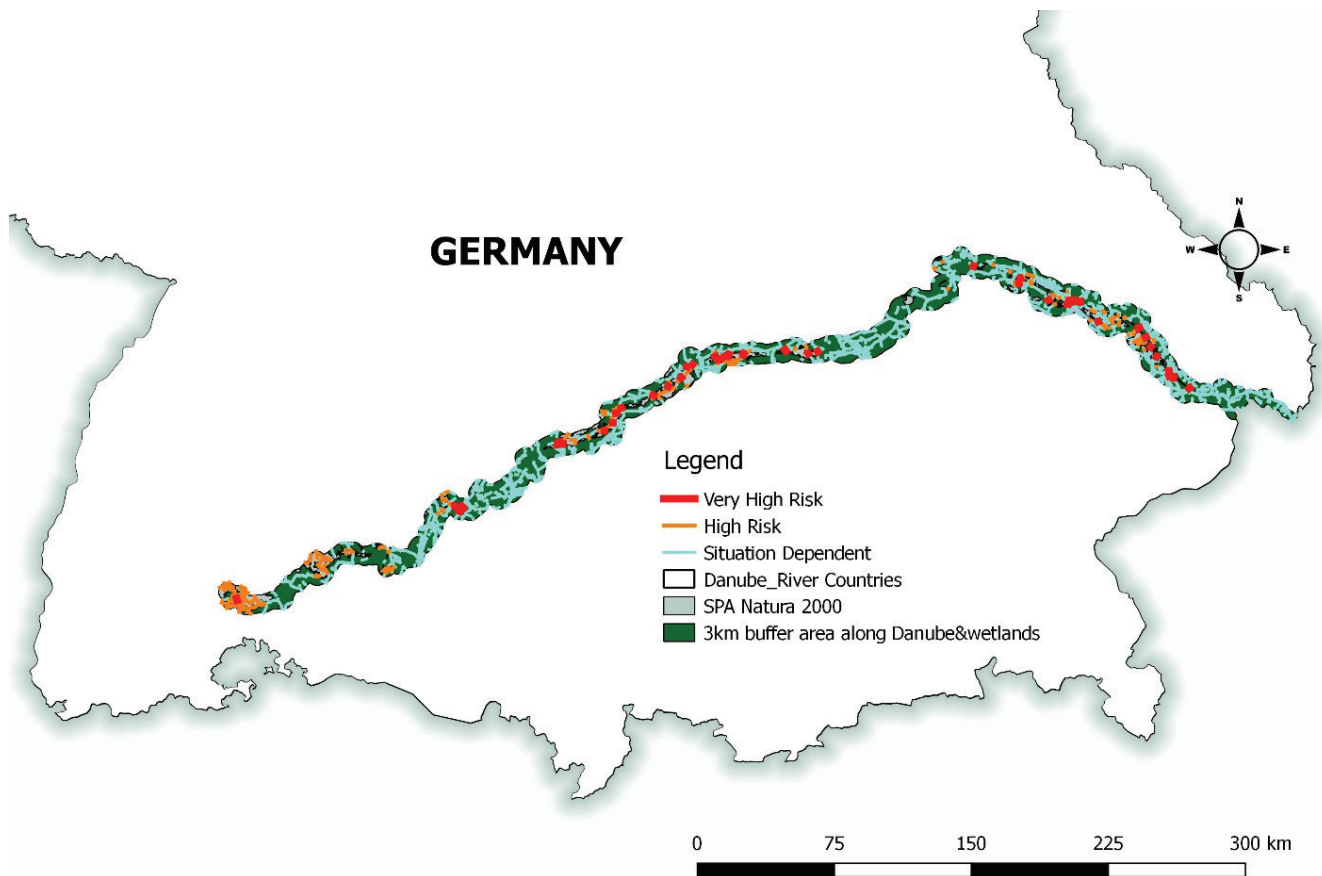 GERMANY
N
W
E
S
Legend
Very High Risk
High Risk
Situation Dependent
Danube_River Countries
SPA Natura 2000
3km buffer area along Danube&wetlands
0 75 150 225 300 km